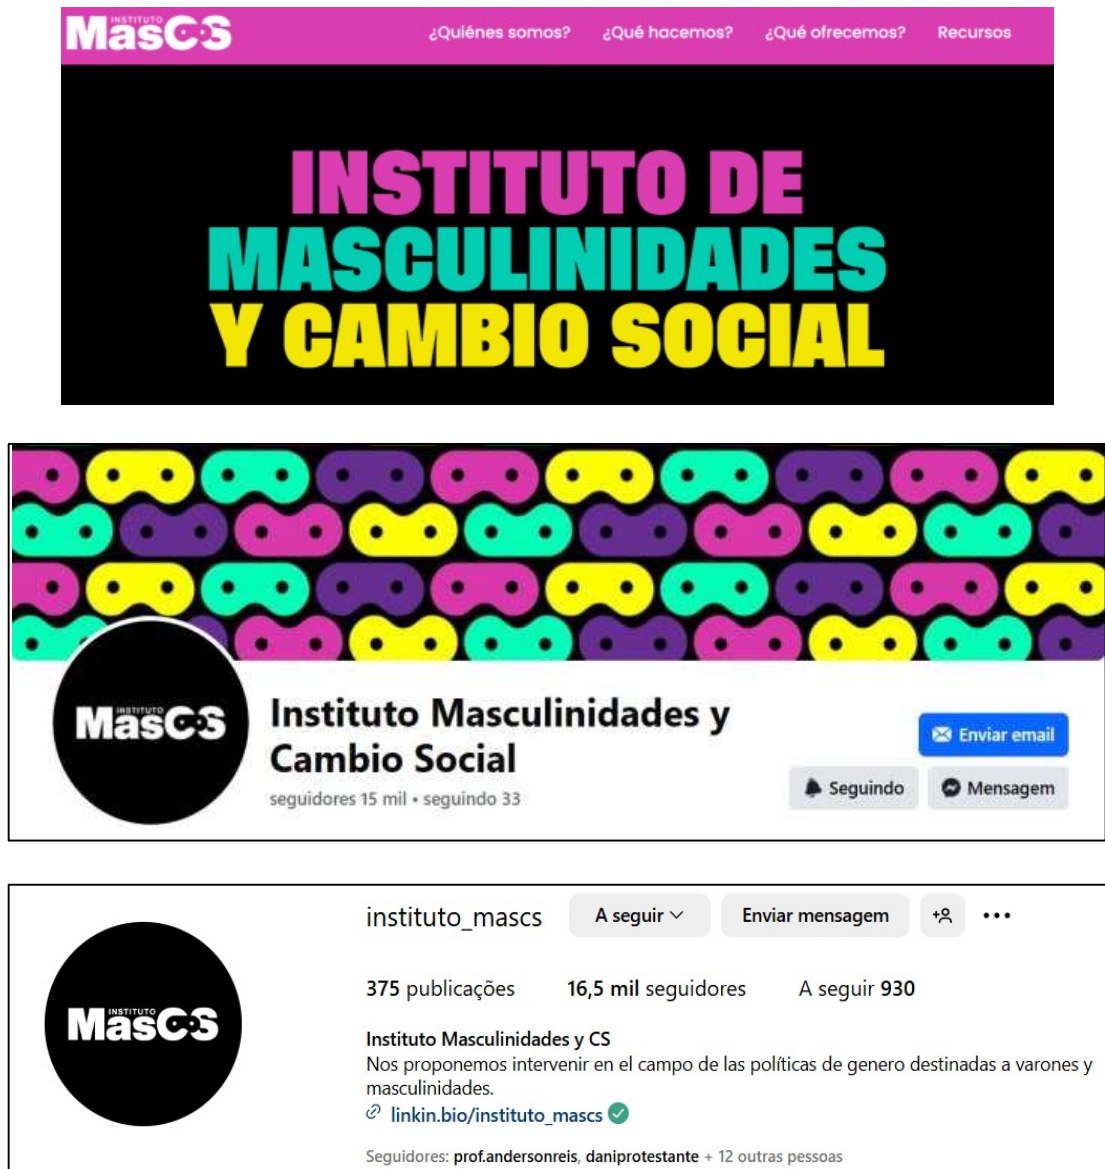 INSTITUTO
MasCS
¿Quiénes somos? ¿Qué hacemos? ¿Qué ofrecemos? Recursos
INSTITUTO DE
MASCULINIDADES
Y CAMBIO SOCIAL
INSTITUTO
MasCS
Instituto Masculinidades y
Cambio Social
seguidores 15 mil • seguindo 33
Enviar email
Seguindo
Mensagem
INSTITUTO
MasCS
instituto_mascs A seguir Enviar mensagem
375 publicações 16,5 mil seguidores A seguir 930
Instituto Masculinidades y CS
Nos proponemos intervenir en el campo de las políticas de genero destinadas a varones y
masculinidades.
linkin.bio/instituto_mascs
Seguidores: prof.andersonreis, daniprotestante + 12 outras pessoas